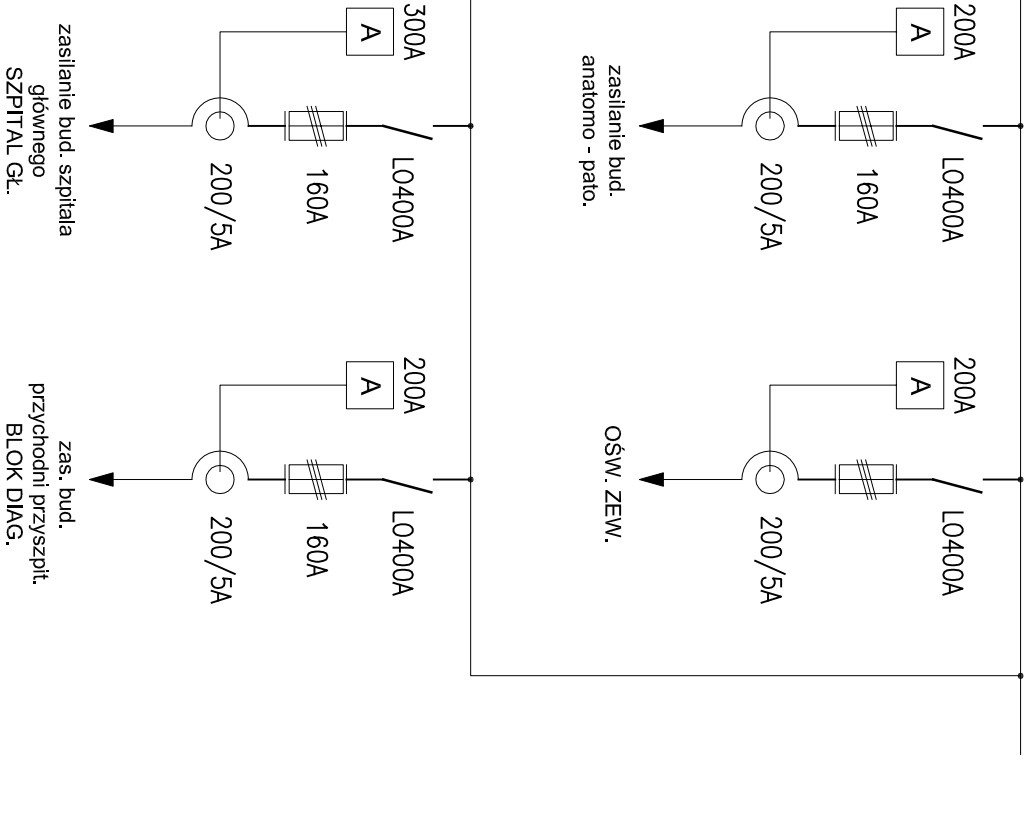 200A
A
LO400A
160A
200/5A
zasilanie bud.
anatomo - pato.
200A
A
LO400A
200/5A
OŚW. ZEW.
300A
A
LO400A
160A
200/5A
zasilanie bud. szpitala
głównego
SZPITAL GŁ.
200A
A
LO400A
160A
200/5A
zas. bud.
przychodni przyszpit.
BLOK DIAG.